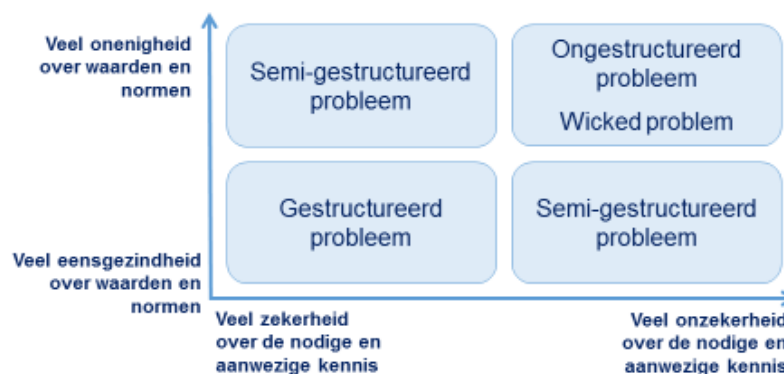 Veel onenigheid
over waarden en
normen
Semi-gestructureerd
probleem
Ongestructureerd
probleem
Wicked problem
Gestructureerd
probleem
Semi-gestructureerd
probleem
Veel eensgezindheid
over waarden en
normen
Veel zekerheid
over de nodige en
aanwezige kennis
Veel onzekerheid
over de nodige en
aanwezige kennis